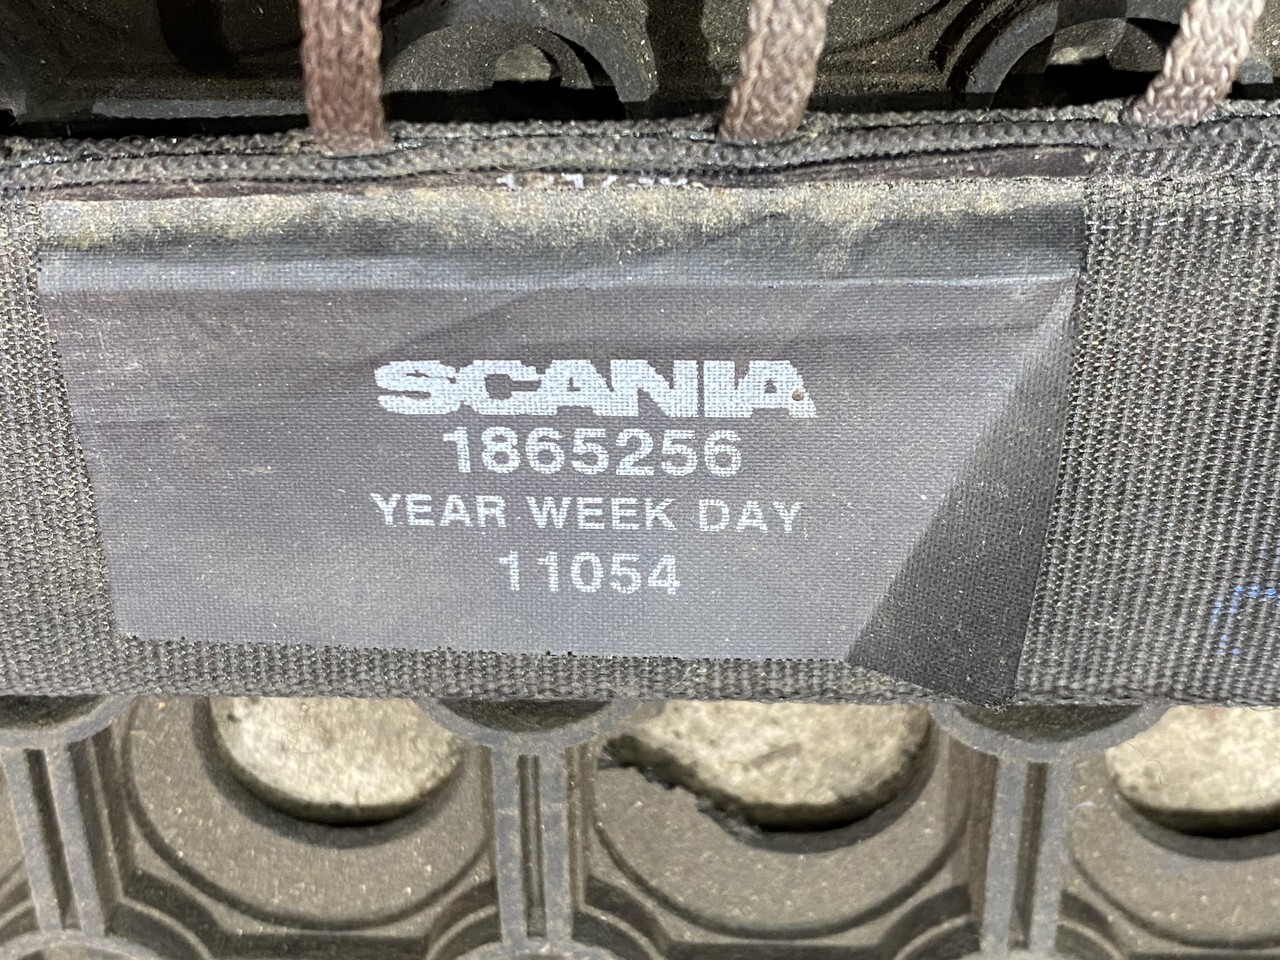 SCANIA
1865256
YEAR WEEK DAY
11054